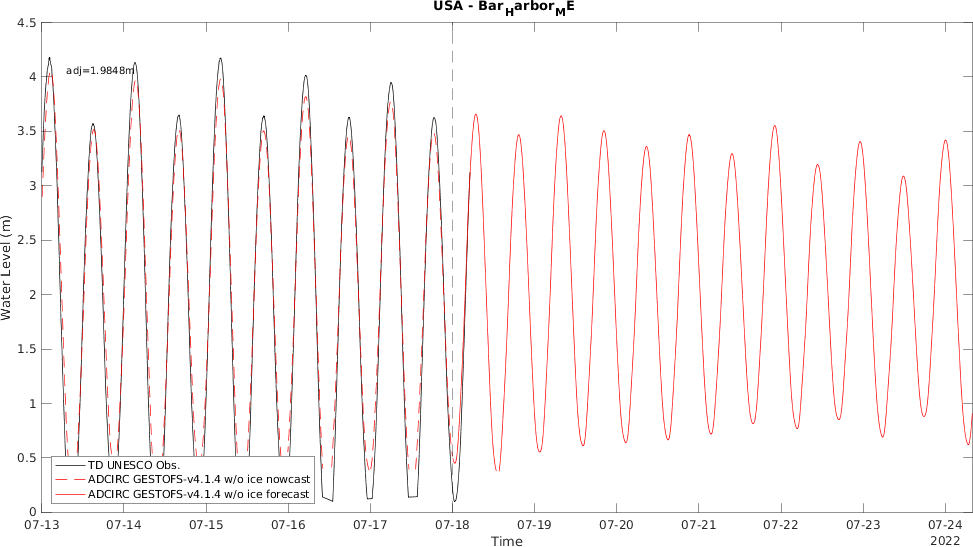 USA - Bar_Harbor_ME
4.5
4
3.5
3
2.5
2
1.5
1
0.5
0
Water Level (m)
adj=1.9848m
TD UNESCO Obs.
ADCIRC GESTOFS-v4.1.4 w/o ice nowcast
ADCIRC GESTOFS-v4.1.4 w/o ice forecast
07-13 07-14 07-15 07-16 07-17 07-18 07-19 07-20 07-21 07-22 07-23 07-24
Time
2022